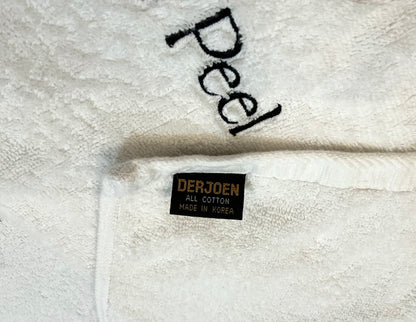 Peel
DERJOEN
ALL COTTON
MADE IN KOREA